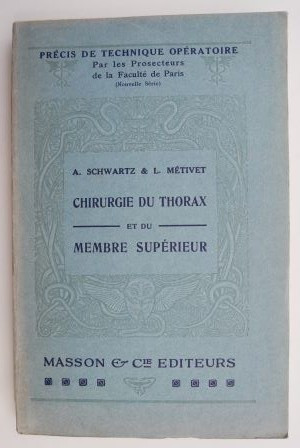 PRÉCIS DE TECHNIQUE OPÉRATOIRE
Par les Prosecteurs
de la Faculté de Paris
(Nouvelle Série)
A. SCHWARTZ & L. MÉTIVET
CHIRURGIE DU THORAX
ET DU
MEMBRE SUPÉRIEUR
MASSON & CIE EDITEURS